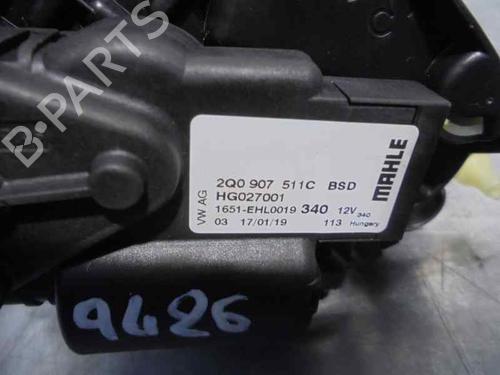 B-PARTS
VW AG
2Q0 907 511C BSD
HG027001
1651-EHL0019 340 12V 340
03 17/01/19 113 Hungary
MAHLE
9426